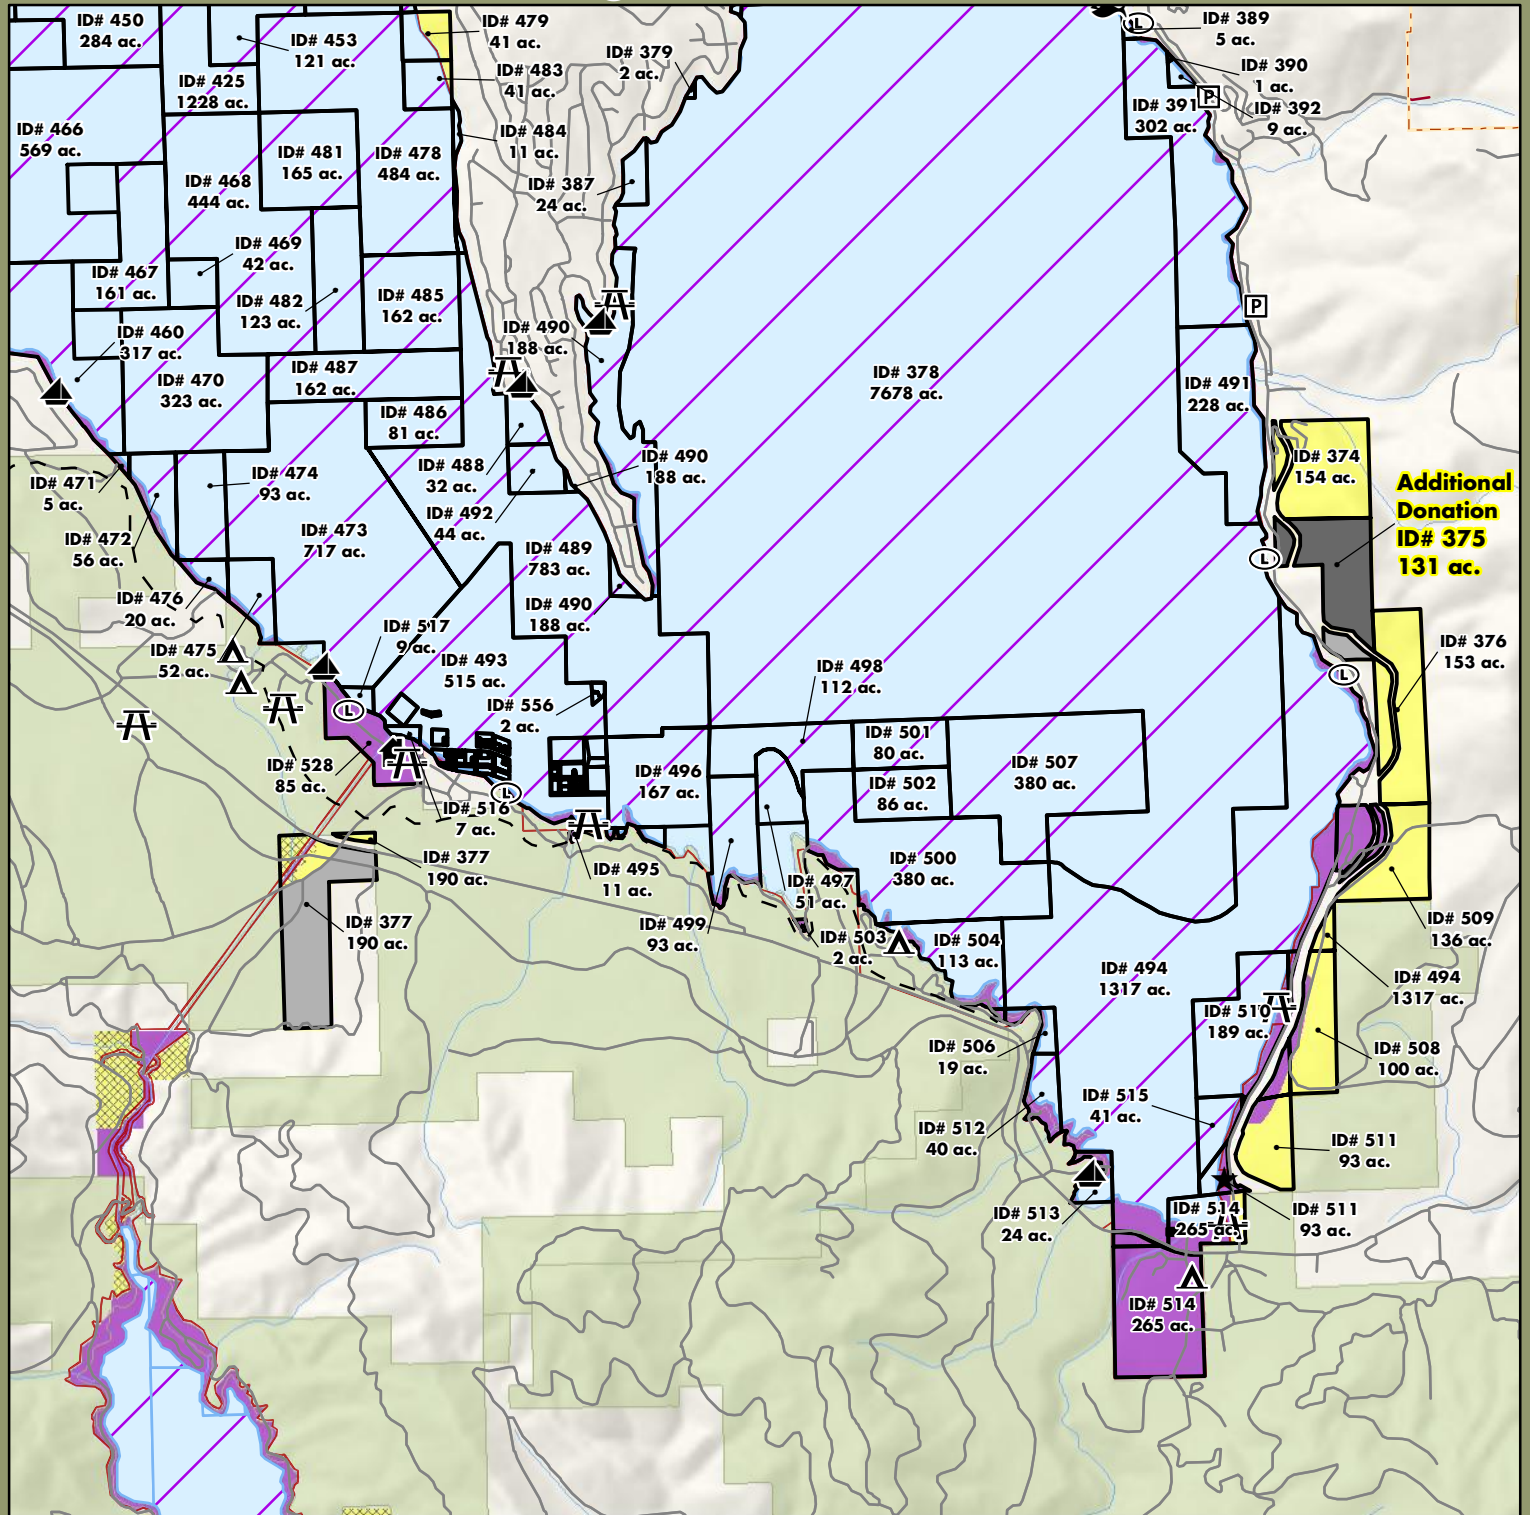 ID# 450
284 ac.
ID# 453
121 ac.
ID# 479
41 ac.
ID# 379
2 ac.
ID# 389
5 ac.
ID# 425
1228 ac.
ID# 483
41 ac.
ID# 390
1 ac.
ID# 391
302 ac.
ID# 392
9 ac.
P
L
ID# 466
569 ac.
ID# 481
165 ac.
ID# 478
484 ac.
ID# 484
11 ac.
ID# 468
444 ac.
ID# 387
24 ac.
ID# 469
42 ac.
ID# 467
161 ac.
ID# 482
123 ac.
ID# 485
162 ac.
P
ID# 460
317 ac.
ID# 490
188 ac.
ID# 470
323 ac.
ID# 487
162 ac.
ID# 378
7678 ac.
ID# 491
228 ac.
ID# 486
81 ac.
ID# 471
5 ac.
ID# 474
93 ac.
ID# 488
32 ac.
ID# 490
188 ac.
ID# 374
154 ac.
Additional
Donation
ID# 375
131 ac.
ID# 492
44 ac.
ID# 472
56 ac.
ID# 473
717 ac.
ID# 489
783 ac.
L
ID# 476
20 ac.
ID# 490
188 ac.
ID# 517
9 ac.
ID# 475
52 ac.
ID# 493
515 ac.
ID# 498
112 ac.
ID# 376
153 ac.
L
L
ID# 556
2 ac.
ID# 501
80 ac.
ID# 528
85 ac.
ID# 496
167 ac.
ID# 502
86 ac.
ID# 507
380 ac.
L
ID# 516
7 ac.
ID# 377
190 ac.
ID# 495
11 ac.
ID# 497
51 ac.
ID# 500
380 ac.
ID# 377
190 ac.
ID# 499
93 ac.
ID# 503
2 ac.
ID# 504
113 ac.
ID# 509
136 ac.
ID# 494
1317 ac.
ID# 494
1317 ac.
ID# 510
189 ac.
ID# 506
19 ac.
ID# 508
100 ac.
ID# 515
41 ac.
ID# 512
40 ac.
ID# 511
93 ac.
ID# 513
24 ac.
ID# 514
265 ac.
ID# 511
93 ac.
ID# 514
265 ac.